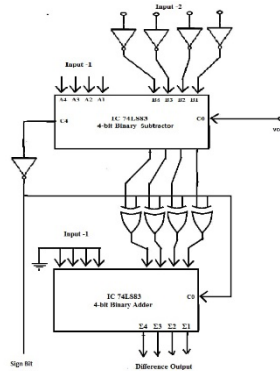 Input -2
Input -1
A4 A3 A2 A1
B4 B3 B2 B1
IC 74LS83
C4
C0
4-bit Binary Subtractor
Input -1
IC 74LS83
4-bit Binary Adder
C0
Σ4 Σ3 Σ2 Σ1
Sign Bit
Difference Output